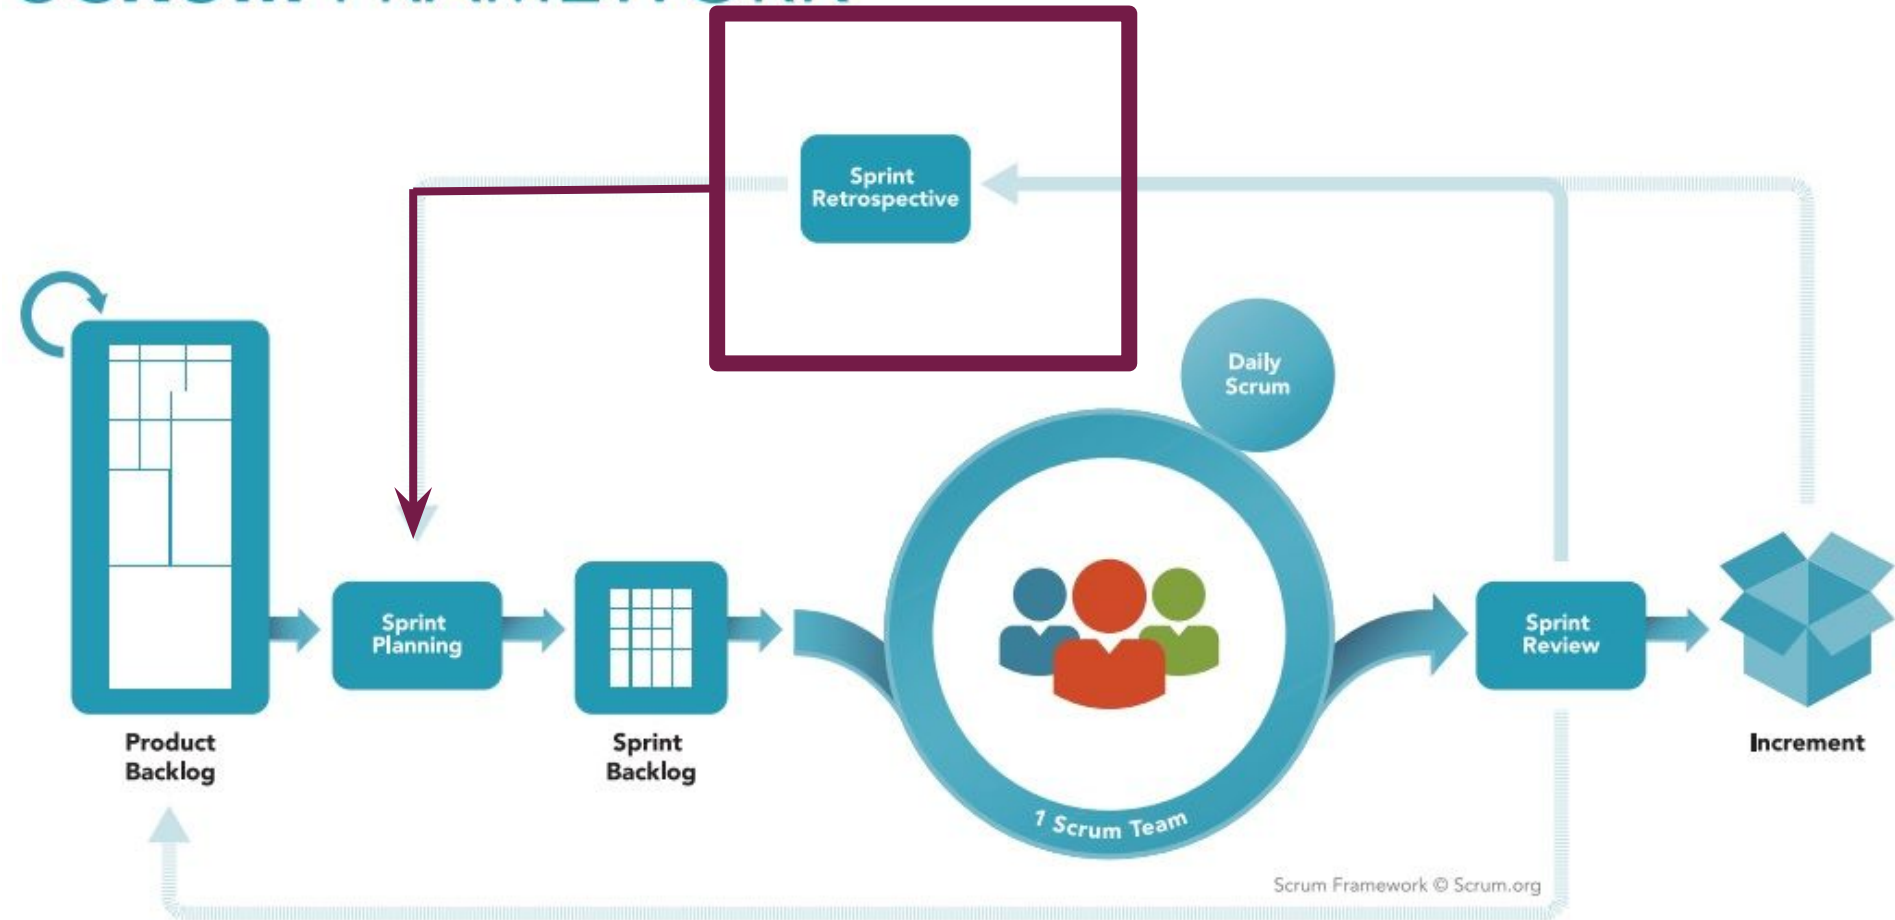 FRAMEWORK
Sprint
Retrospective
Daily
Scrum
Sprint
Planning
Sprint
Review
Product
Backlog
Sprint
Backlog
Increment
1 Scrum Team
Scrum Framework © Scrum.org